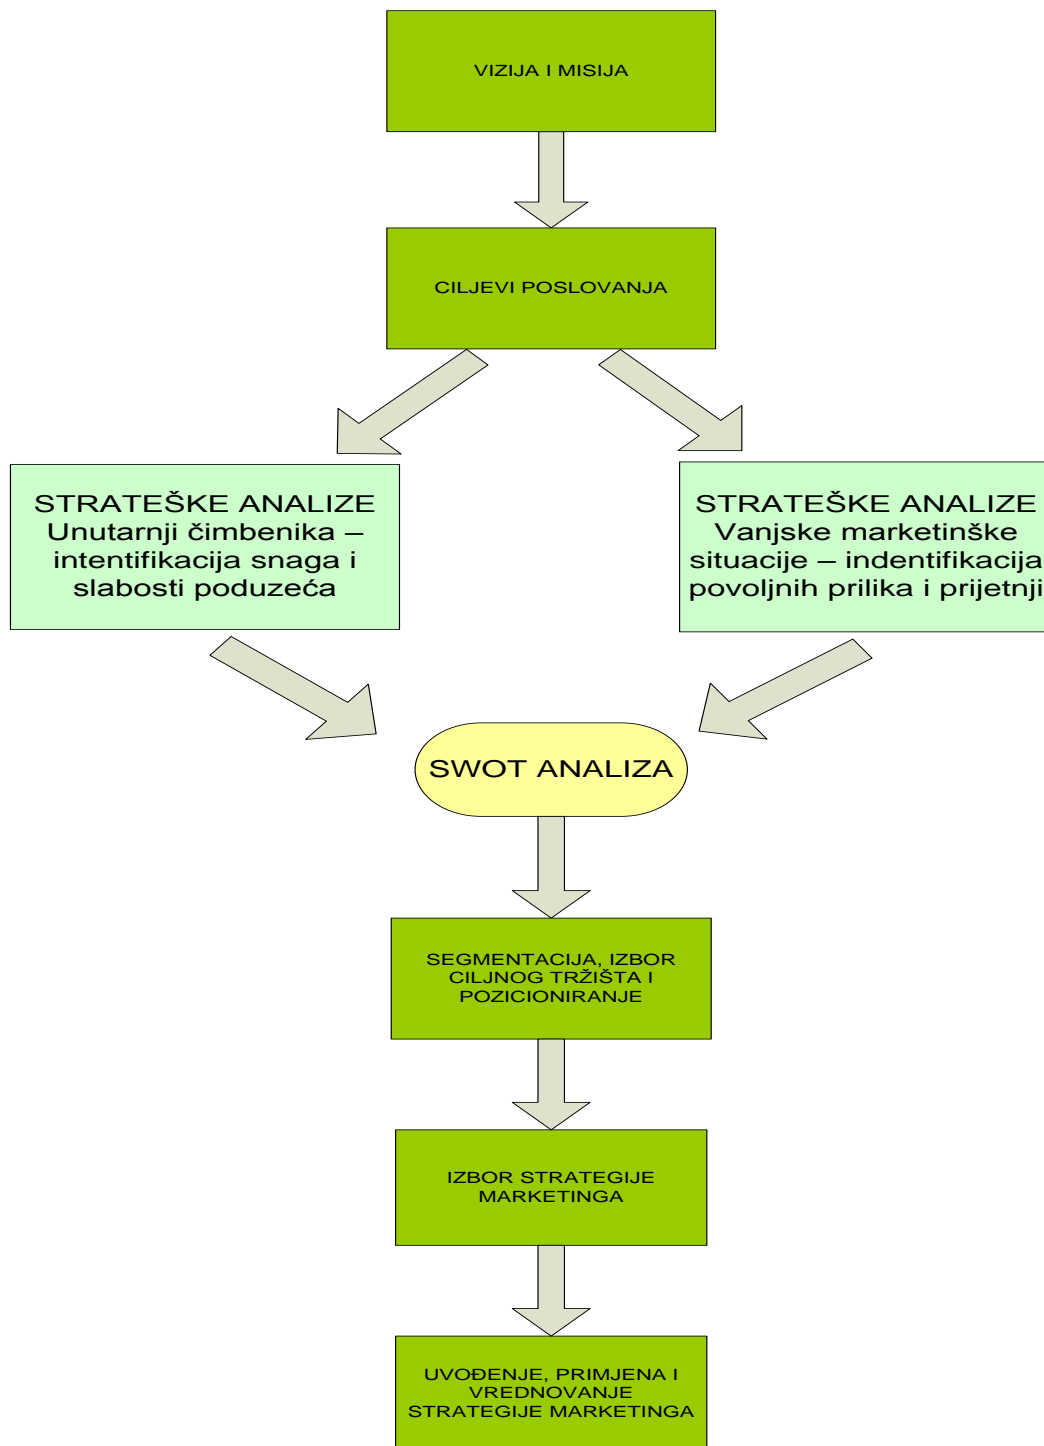 VIZIJA I MISIJA
CILJEVI POSLOVANJA
STRATEŠKE ANALIZE
Unutarnji čimbenika –
intentifikacija snaga i
slabosti poduzeća
STRATEŠKE ANALIZE
Vanjske marketinške
situacije – indentifikacija
povoljnih prilika i prijetnji
SWOT ANALIZA
SEGMENTACIJA, IZBOR
CILJNOG TRŽIŠTA I
POZICIONIRANJE
IZBOR STRATEGIJE
MARKETINGA
UVOĐENJE, PRIMJENA I
VREDNOVANJE
STRATEGIJE MARKETINGA